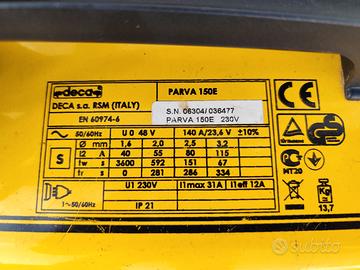 deca
PARVA 150E
DECA s.a. RSM (ITALY)
S.N. 06304/ 036477
PARVA 150E 230V
EN 60974-6
50/60Hz U 0 48 V 140 A/23,6 V ±10%
S
Ø mm 1,6 2,0 2,5 3,2
I2 A 40 55 80 115
tw s 3600 592 151 67
tr s 0 281 286 334
1~50/60Hz
U1 230V I1max 31A I1eff 12A
IP 21
CE
MT20
Kg
13,7
Subito